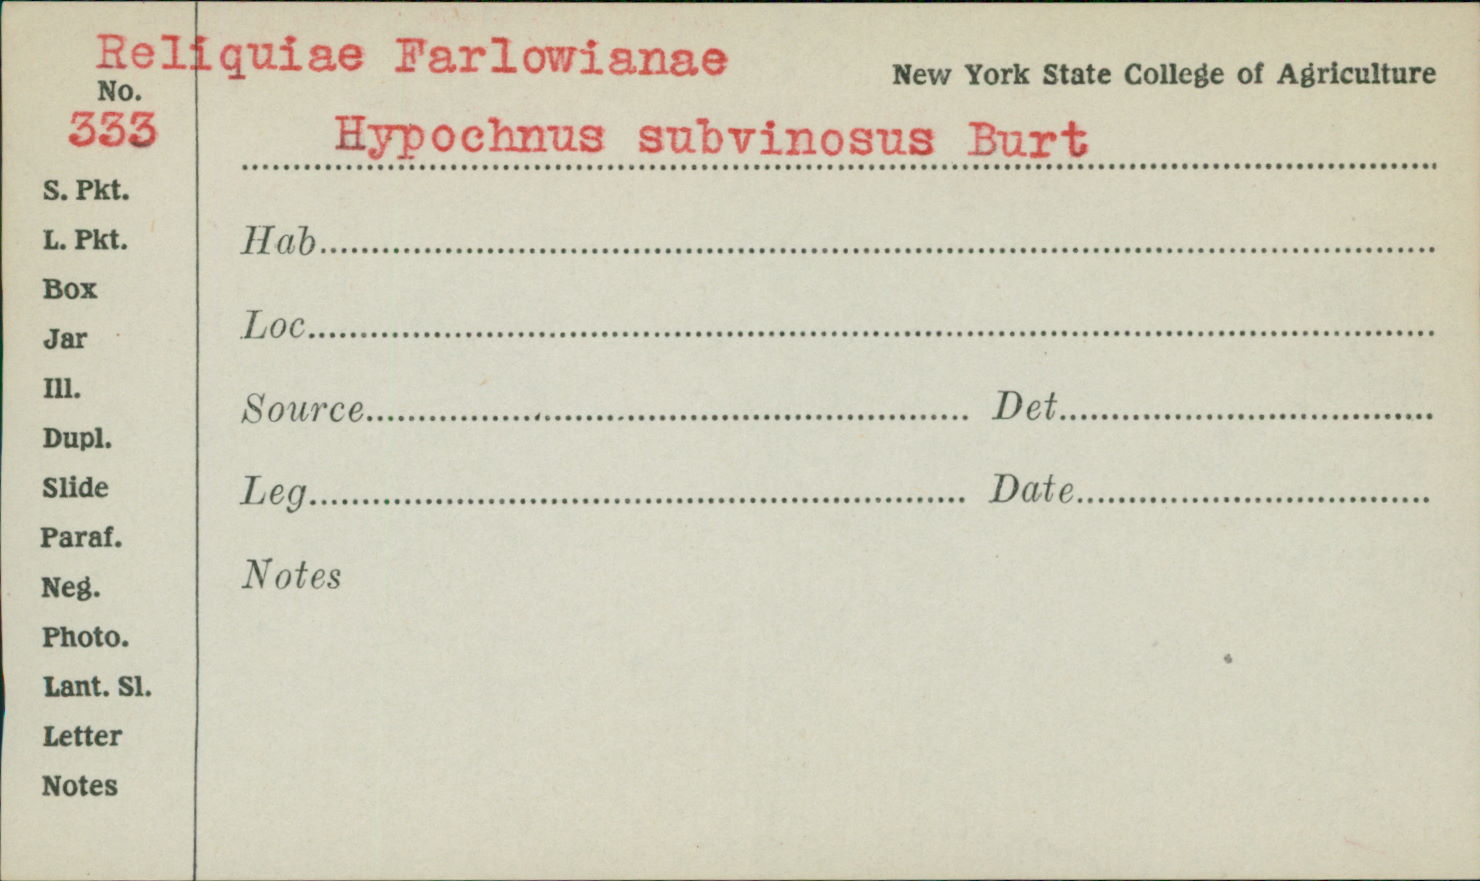 Reliquiae Farlowianae
New York State College of Agriculture
No.
333
Hypochnus subvinosus Burt
S. Pkt.
L. Pkt.
Box
Jar
Ill.
Dupl.
Slide
Paraf.
Neg.
Photo.
Lant. Sl.
Letter
Notes
Hab
Loc
Source Det
Leg Date
Notes